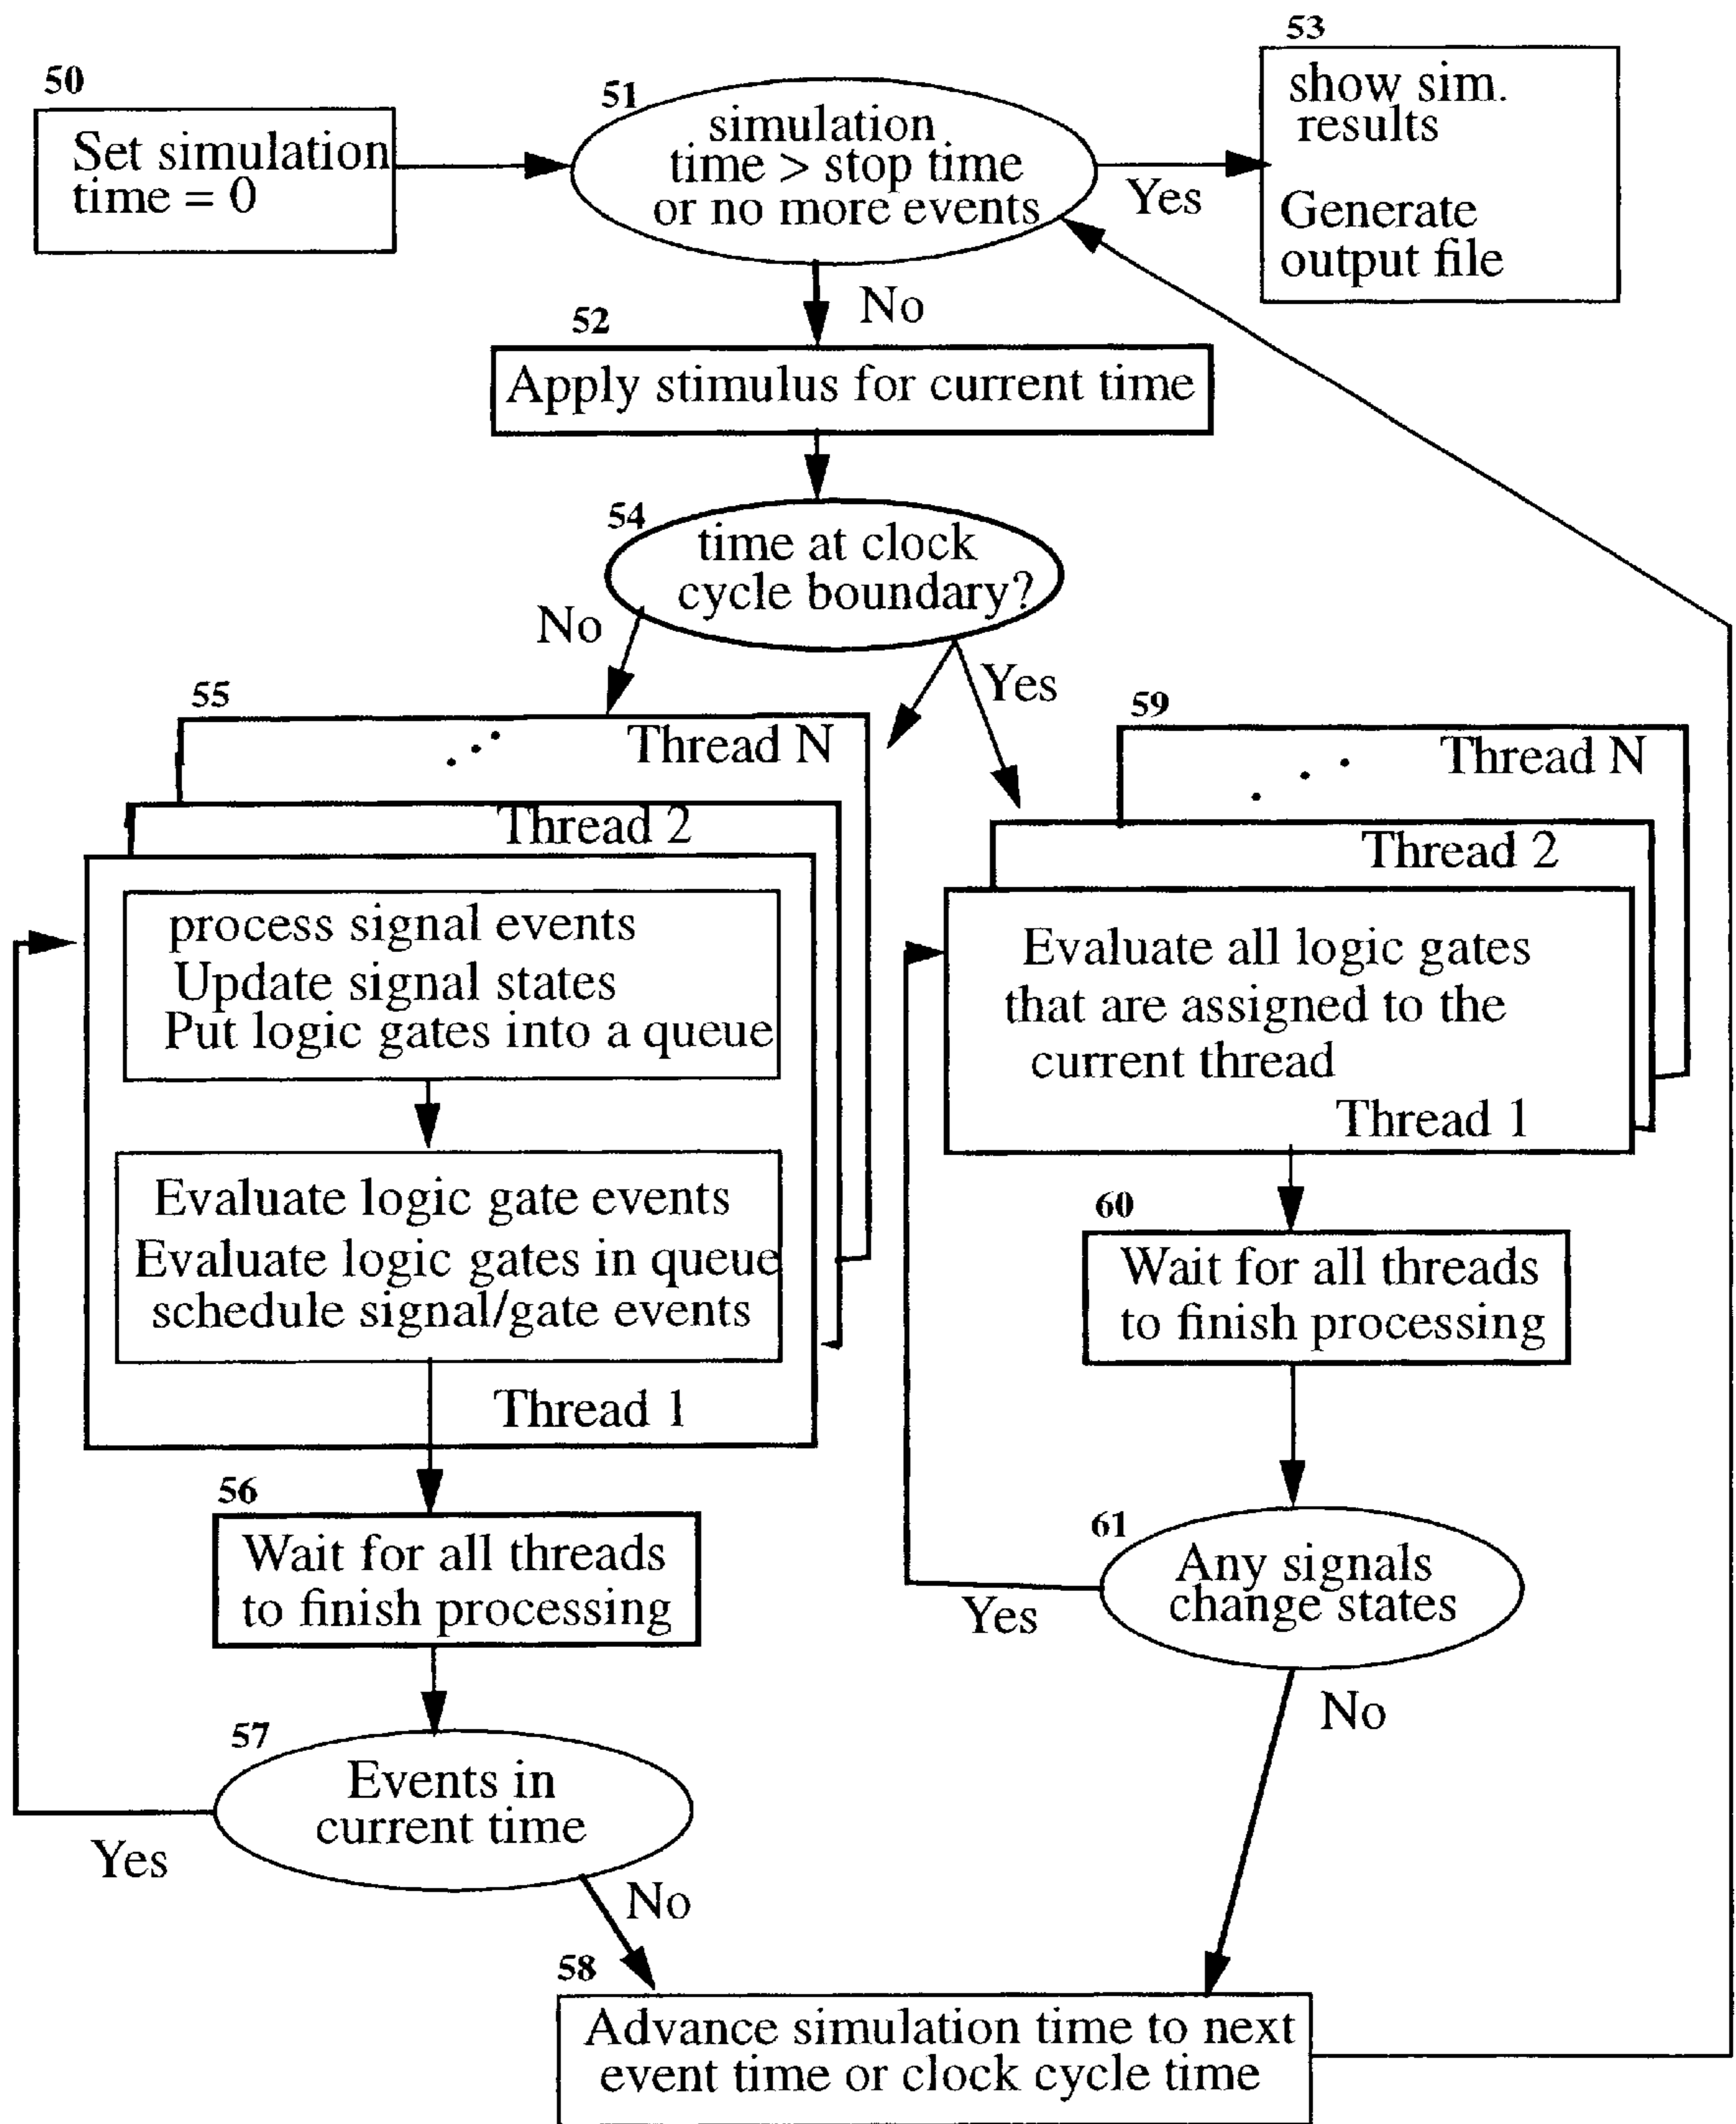 50
Set simulation
time = 0
51
simulation
time > stop time
or no more events
Yes
53
show sim.
results
Generate
output file
No
52
Apply stimulus for current time
54
time at clock
cycle boundary?
No
Yes
55
Thread N
Thread 2
process signal events
Update signal states
Put logic gates into a queue
Evaluate logic gate events
Evaluate logic gates in queue
schedule signal/gate events
Thread 1
56
Wait for all threads
to finish processing
57
Events in
current time
Yes
No
59
Thread N
Thread 2
Evaluate all logic gates
that are assigned to the
current thread
Thread 1
60
Wait for all threads
to finish processing
61
Any signals
change states
Yes
No
58
Advance simulation time to next
event time or clock cycle time